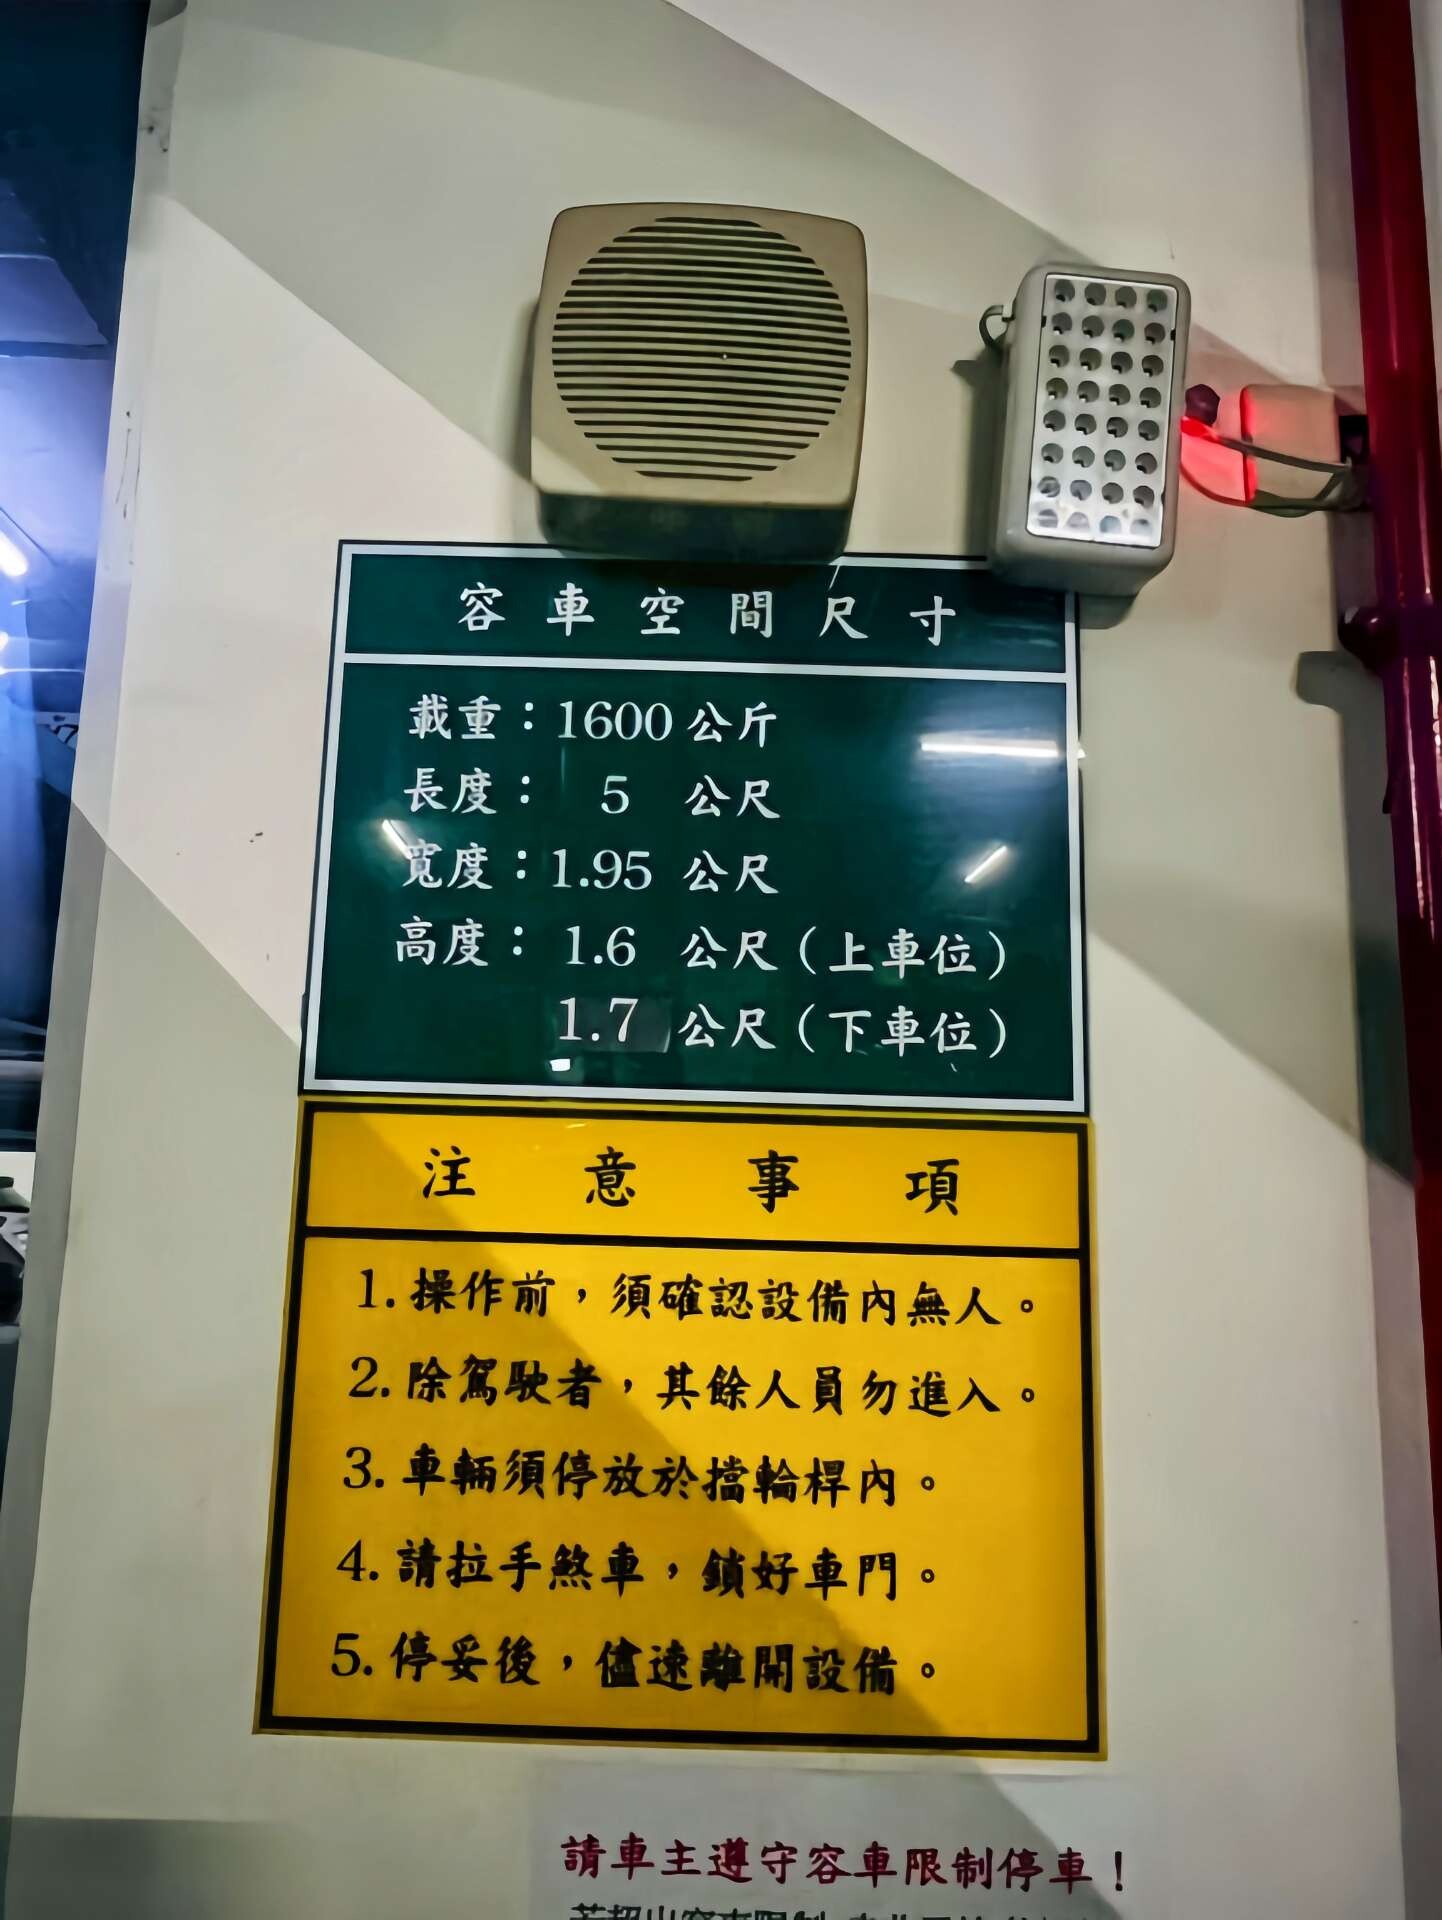 容車空間尺寸
載重：1600公斤
長度： 5 公尺
寬度：1.95 公尺
高度： 1.6 公尺（上車位）
1.7 公尺（下車位）
注意事項
1. 操作前，須確認設備內無人。
2. 除駕駛者，其餘人員勿進入。
3. 車輛須停放於擋輪桿內。
4. 請拉手煞車，鎖好車門。
5. 停妥後，儘速離開設備。
請車主遵守容車限制停車！